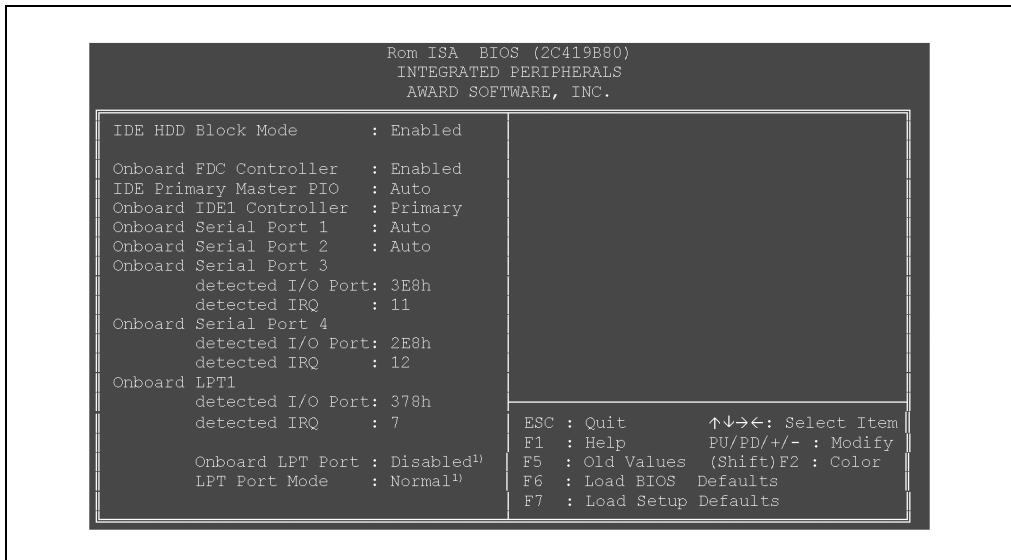 Rom ISA BIOS (2C419B80)
INTEGRATED PERIPHERALS
AWARD SOFTWARE, INC.
IDE HDD Block Mode : Enabled
Onboard FDC Controller : Enabled
IDE Primary Master PIO : Auto
Onboard IDE1 Controller : Primary
Onboard Serial Port 1 : Auto
Onboard Serial Port 2 : Auto
Onboard Serial Port 3
detected I/O Port: 3E8h
detected IRQ : 11
Onboard Serial Port 4
detected I/O Port: 2E8h
detected IRQ : 12
Onboard LPT1
detected I/O Port: 378h
detected IRQ : 7
Onboard LPT Port : Disabled¹⁾
LPT Port Mode : Normal¹⁾
ESC : Quit ↑↓→←: Select Item
F1 : Help PU/PD/+/- : Modify
F5 : Old Values (Shift)F2 : Color
F6 : Load BIOS Defaults
F7 : Load Setup Defaults